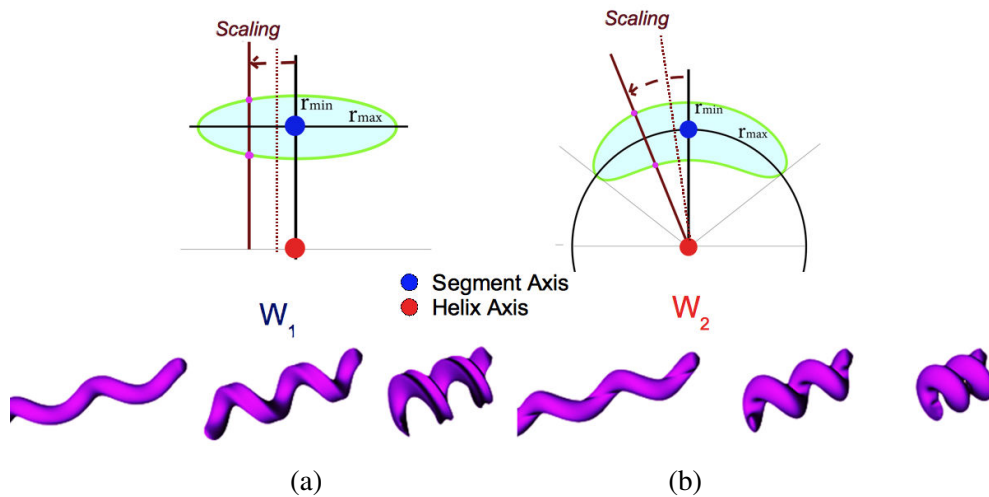 Scaling
rmin
rmax
Scaling
rmin
rmax
Segment Axis
Helix Axis
W1
W2
(a)
(b)